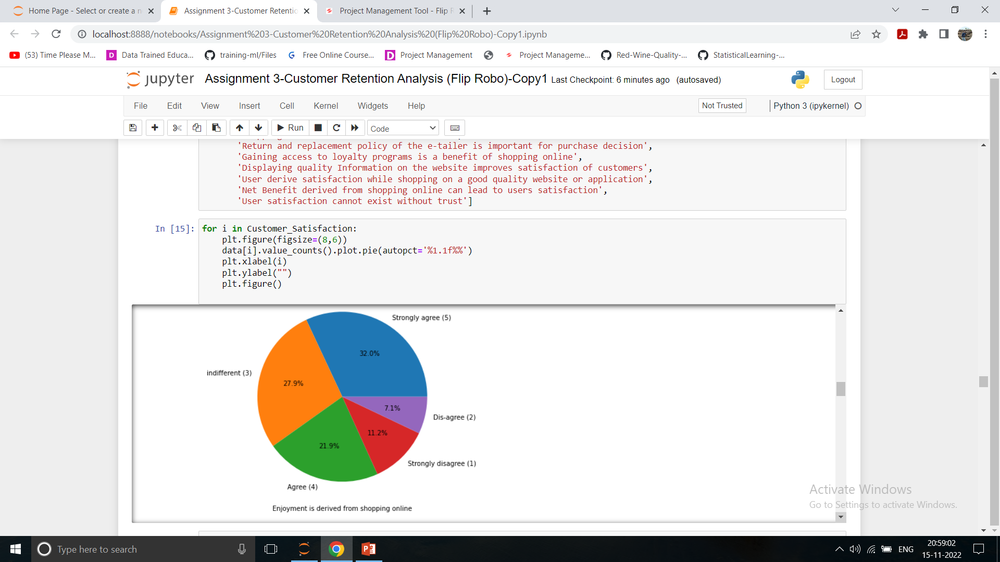 Home Page - Select or create a n
Assignment 3-Customer Retentic
Project Management Tool - Flip R
localhost:8888/notebooks/Assignment%203-Customer%20Retention%20Analysis%20(Flip%20Robo)-Copy1.ipynb
(53) Time Please M...
Data Trained Educa...
training-ml/Files
Free Online Course...
Project Management
Project Manageme...
Red-Wine-Quality-...
StatisticalLearning-...
jupyter
Assignment 3-Customer Retention Analysis (Flip Robo)-Copy1 Last Checkpoint: 6 minutes ago (autosaved)
Logout
File Edit View Insert Cell Kernel Widgets Help
Not Trusted
Python 3 (ipykernel)
Run
Code
'Return and replacement policy of the e-tailer is important for purchase decision',
'Gaining access to loyalty programs is a benefit of shopping online',
'Displaying quality Information on the website improves satisfaction of customers',
'User derive satisfaction while shopping on a good quality website or application',
'Net Benefit derived from shopping online can lead to users satisfaction',
'User satisfaction cannot exist without trust']
In [15]:
for i in Customer_Satisfaction:
    plt.figure(figsize=(8,6))
    data[i].value_counts().plot.pie(autopct='%1.1f%%')
    plt.xlabel(i)
    plt.ylabel("")
    plt.figure()
Strongly agree (5)
32.0%
indifferent (3)
27.9%
7.1%
Dis-agree (2)
11.2%
21.9%
Strongly disagree (1)
Agree (4)
Enjoyment is derived from shopping online
Activate Windows
Go to Settings to activate Windows.
Type here to search
ENG
20:59:02
15-11-2022